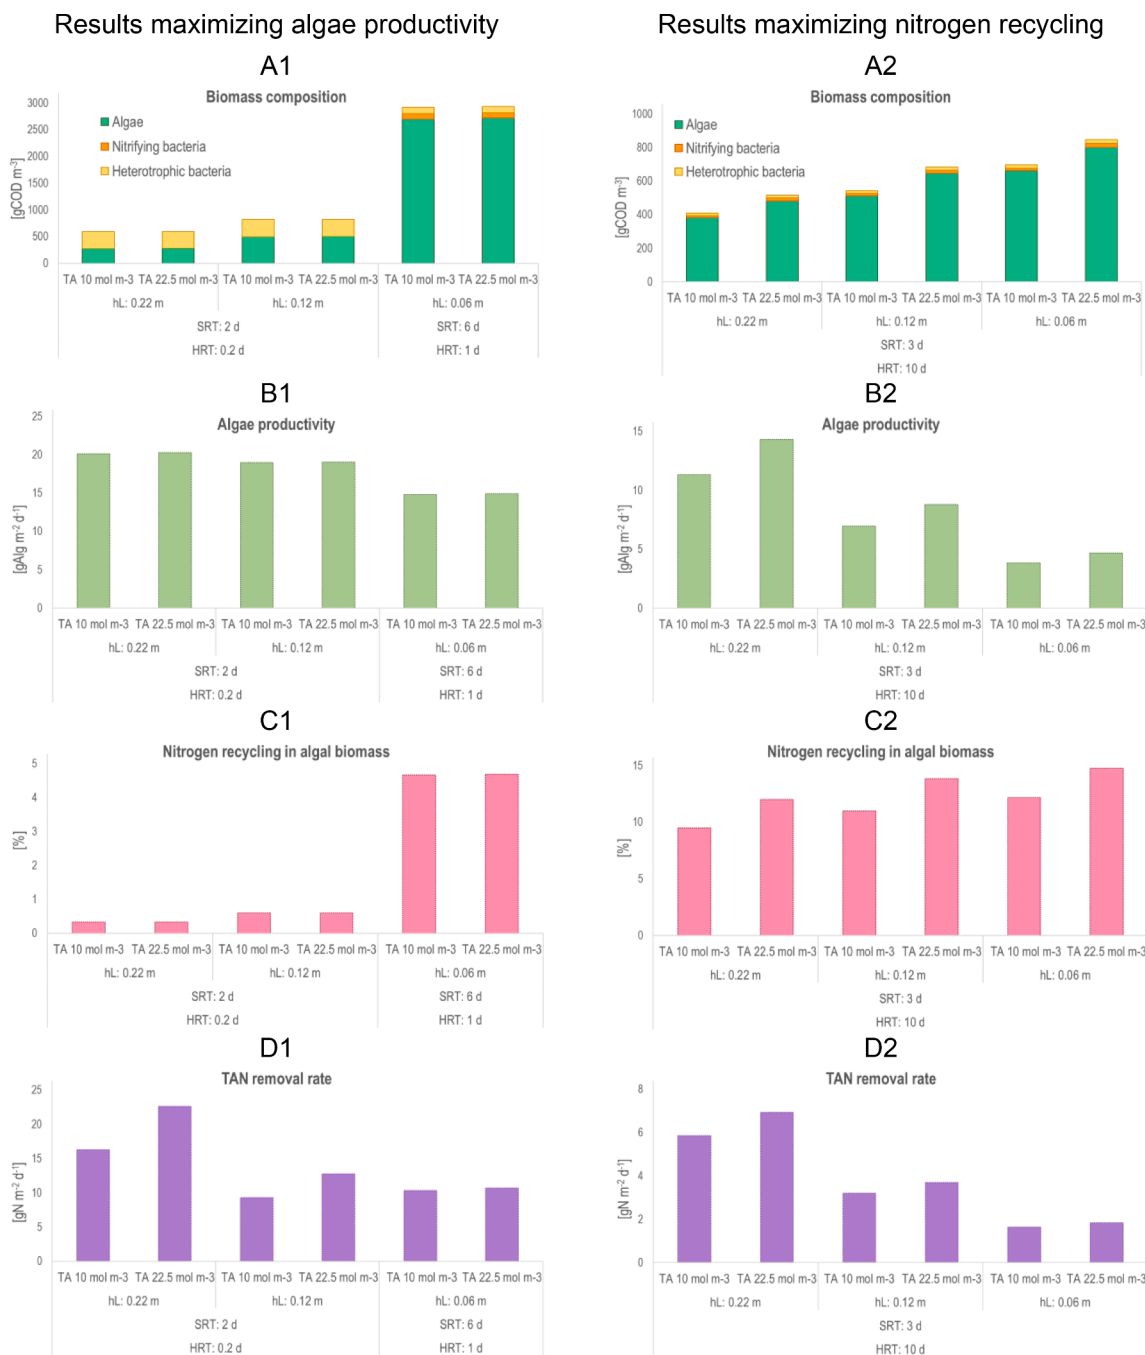 Results maximizing algae productivity
Results maximizing nitrogen recycling
A1
Biomass composition
[gCOD m-3]
3000
2500
2000
1500
1000
500
0
Algae
Nitrifying bacteria
Heterotrophic bacteria
TA 10 mol m-3 TA 22.5 mol m-3 TA 10 mol m-3 TA 22.5 mol m-3 TA 10 mol m-3 TA 22.5 mol m-3
hL: 0.22 m hL: 0.12 m hL: 0.06 m
SRT: 2 d SRT: 6 d
HRT: 0.2 d HRT: 1 d
A2
Biomass composition
[gCOD m-3]
1000
800
600
400
200
0
Algae
Nitrifying bacteria
Heterotrophic bacteria
TA 10 mol m-3 TA 22.5 mol m-3 TA 10 mol m-3 TA 22.5 mol m-3 TA 10 mol m-3 TA 22.5 mol m-3
hL: 0.22 m hL: 0.12 m hL: 0.06 m
SRT: 3 d
HRT: 10 d
B1
Algae productivity
[gAlg m-2 d-1]
25
20
15
10
5
0
TA 10 mol m-3 TA 22.5 mol m-3 TA 10 mol m-3 TA 22.5 mol m-3 TA 10 mol m-3 TA 22.5 mol m-3
hL: 0.22 m hL: 0.12 m hL: 0.06 m
SRT: 2 d SRT: 6 d
HRT: 0.2 d HRT: 1 d
B2
Algae productivity
[gAlg m-2 d-1]
15
10
5
0
TA 10 mol m-3 TA 22.5 mol m-3 TA 10 mol m-3 TA 22.5 mol m-3 TA 10 mol m-3 TA 22.5 mol m-3
hL: 0.22 m hL: 0.12 m hL: 0.06 m
SRT: 3 d
HRT: 10 d
C1
Nitrogen recycling in algal biomass
[%]
5
4
3
2
1
0
TA 10 mol m-3 TA 22.5 mol m-3 TA 10 mol m-3 TA 22.5 mol m-3 TA 10 mol m-3 TA 22.5 mol m-3
hL: 0.22 m hL: 0.12 m hL: 0.06 m
SRT: 2 d SRT: 6 d
HRT: 0.2 d HRT: 1 d
C2
Nitrogen recycling in algal biomass
[%]
15
10
5
0
TA 10 mol m-3 TA 22.5 mol m-3 TA 10 mol m-3 TA 22.5 mol m-3 TA 10 mol m-3 TA 22.5 mol m-3
hL: 0.22 m hL: 0.12 m hL: 0.06 m
SRT: 3 d
HRT: 10 d
D1
TAN removal rate
[gN m-2 d-1]
25
20
15
10
5
0
TA 10 mol m-3 TA 22.5 mol m-3 TA 10 mol m-3 TA 22.5 mol m-3 TA 10 mol m-3 TA 22.5 mol m-3
hL: 0.22 m hL: 0.12 m hL: 0.06 m
SRT: 2 d SRT: 6 d
HRT: 0.2 d HRT: 1 d
D2
TAN removal rate
[gN m-2 d-1]
8
6
4
2
0
TA 10 mol m-3 TA 22.5 mol m-3 TA 10 mol m-3 TA 22.5 mol m-3 TA 10 mol m-3 TA 22.5 mol m-3
hL: 0.22 m hL: 0.12 m hL: 0.06 m
SRT: 3 d
HRT: 10 d